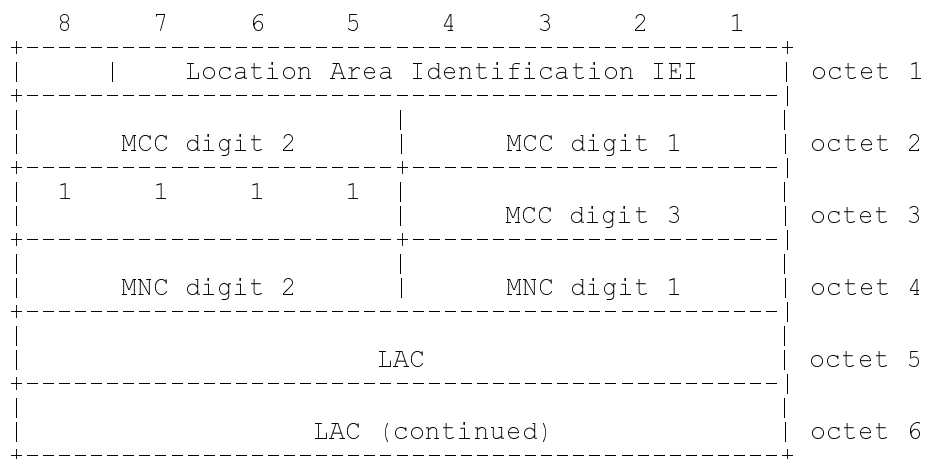 8 7 6 5 4 3 2 1
Location Area Identification IEI octet 1
MCC digit 2 MCC digit 1 octet 2
1 1 1 1
MCC digit 3 octet 3
MNC digit 2 MNC digit 1 octet 4
LAC octet 5
LAC (continued) octet 6